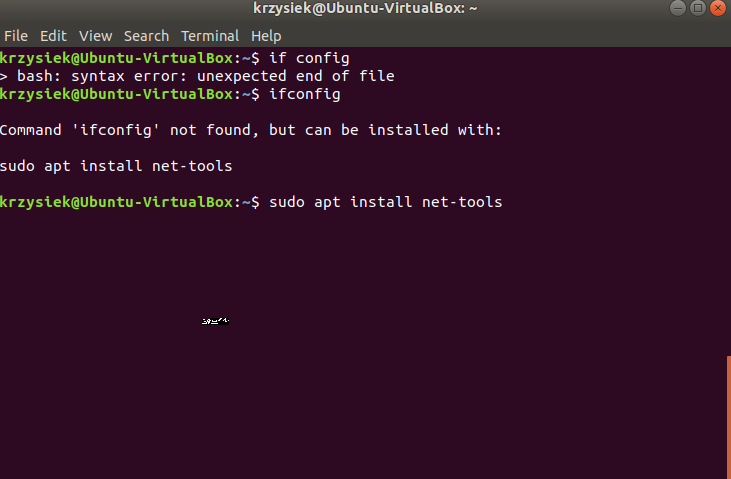 krzysiek@Ubuntu-VirtualBox: ~
File Edit View Search Terminal Help
krzysiek@Ubuntu-VirtualBox:~$ if config
> bash: syntax error: unexpected end of file
krzysiek@Ubuntu-VirtualBox:~$ ifconfig
Command 'ifconfig' not found, but can be installed with:
sudo apt install net-tools
krzysiek@Ubuntu-VirtualBox:~$ sudo apt install net-tools